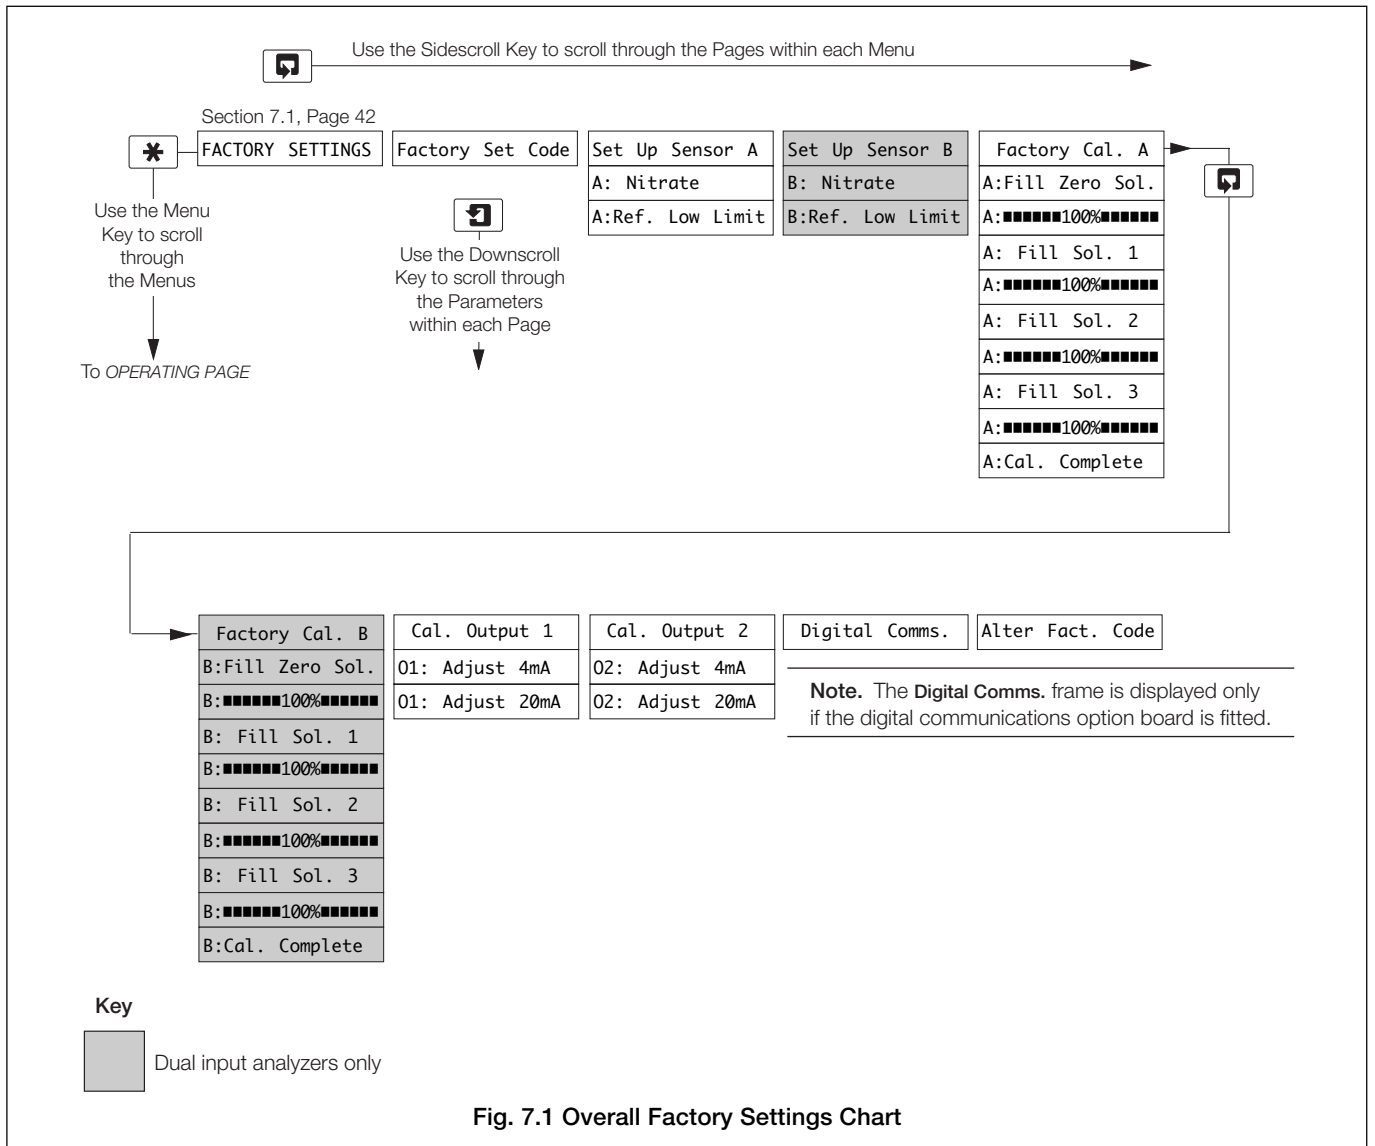 Use the Sidescroll Key to scroll through the Pages within each Menu
Section 7.1, Page 42
FACTORY SETTINGS
Factory Set Code
Set Up Sensor A
Set Up Sensor B
Factory Cal. A
A: Nitrate
B: Nitrate
A:Fill Zero Sol.
A:Ref. Low Limit
B:Ref. Low Limit
A:■■■■■■100%■■■■■■
A: Fill Sol. 1
A:■■■■■■100%■■■■■■
A: Fill Sol. 2
A:■■■■■■100%■■■■■■
A: Fill Sol. 3
A:■■■■■■100%■■■■■■
A:Cal. Complete
Use the Menu
Key to scroll
through
the Menus
To OPERATING PAGE
Use the Downscroll
Key to scroll through
the Parameters
within each Page
Factory Cal. B
Cal. Output 1
Cal. Output 2
Digital Comms.
Alter Fact. Code
B:Fill Zero Sol.
O1: Adjust 4mA
O2: Adjust 4mA
B:■■■■■■100%■■■■■■
O1: Adjust 20mA
O2: Adjust 20mA
Note. The Digital Comms. frame is displayed only
if the digital communications option board is fitted.
B: Fill Sol. 1
B:■■■■■■100%■■■■■■
B: Fill Sol. 2
B:■■■■■■100%■■■■■■
B: Fill Sol. 3
B:■■■■■■100%■■■■■■
B:Cal. Complete
Key
Dual input analyzers only
Fig. 7.1 Overall Factory Settings Chart